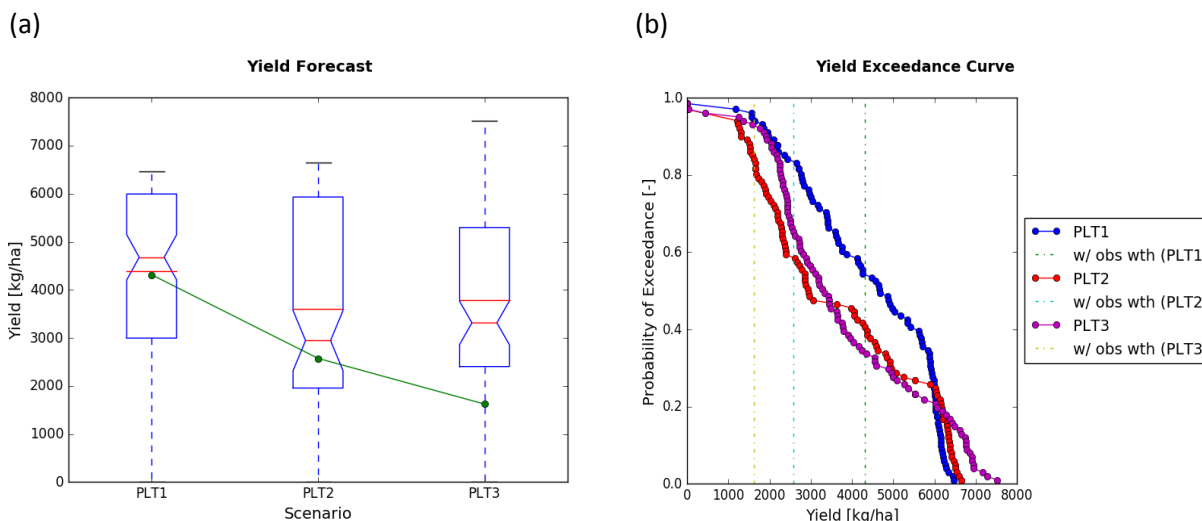 (a)
(b)
Yield Forecast
8000
7000
6000
5000
4000
3000
2000
1000
0
Yield [kg/ha]
PLT1
PLT2
PLT3
Scenario
Yield Exceedance Curve
1.0
0.8
0.6
0.4
0.2
0.0
Probability of Exceedance [-]
0
1000
2000
3000
4000
5000
6000
7000
8000
Yield [kg/ha]
PLT1
w/ obs wth (PLT1
PLT2
w/ obs wth (PLT2
PLT3
w/ obs wth (PLT3